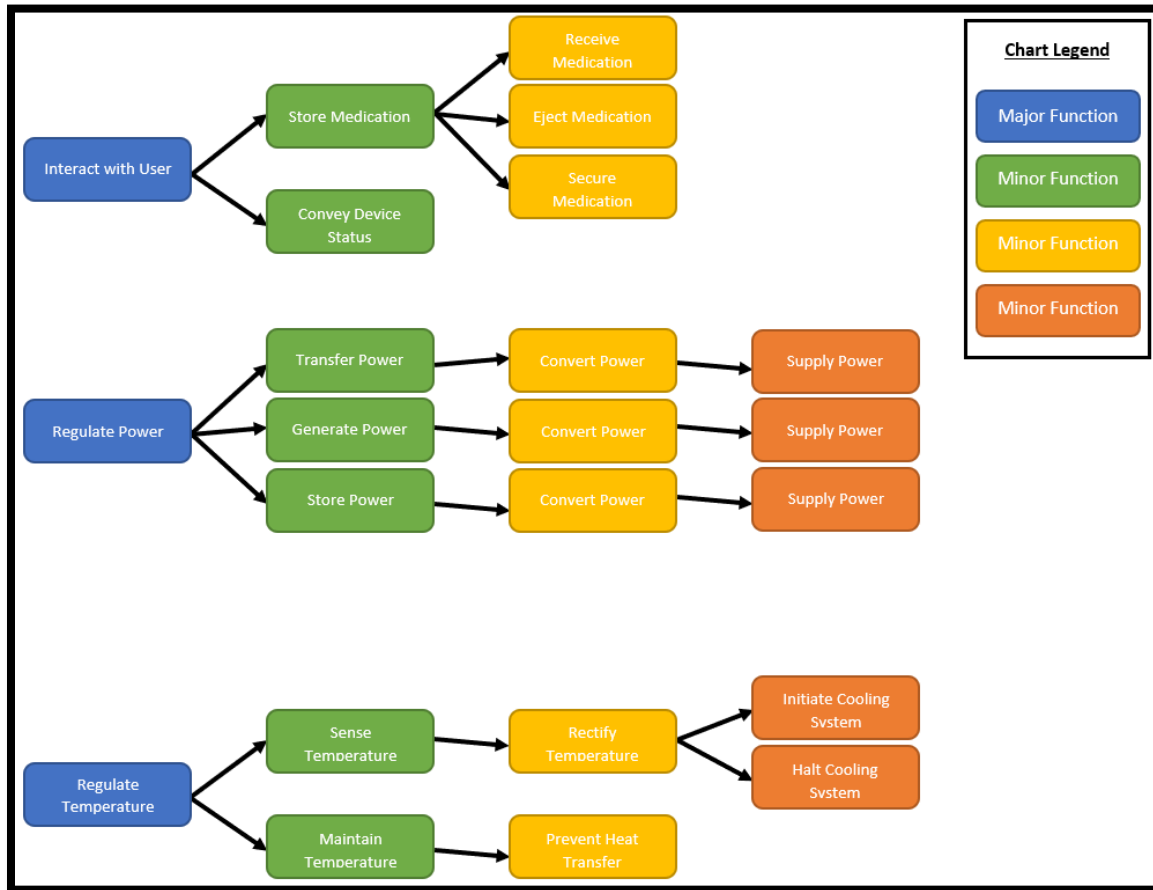 Receive
Medication
Chart Legend
Store Medication
Eject Medication
Major Function
Interact with User
Secure
Medication
Minor Function
Convey Device
Status
Minor Function
Minor Function
Transfer Power
Convert Power
Supply Power
Regulate Power
Generate Power
Convert Power
Supply Power
Store Power
Convert Power
Supply Power
Initiate Cooling
System
Sense
Temperature
Rectify
Temperature
Halt Cooling
System
Regulate
Temperature
Maintain
Temperature
Prevent Heat
Transfer